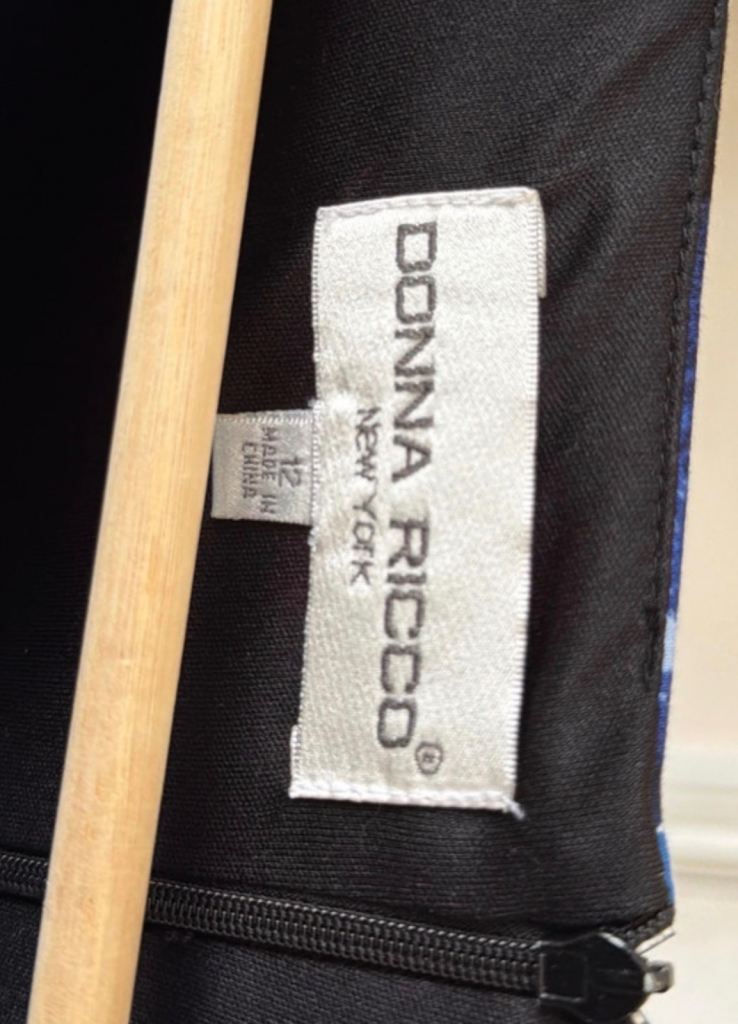 DONNA RICCO®
NEW YORK
12
MADE IN
CHINA